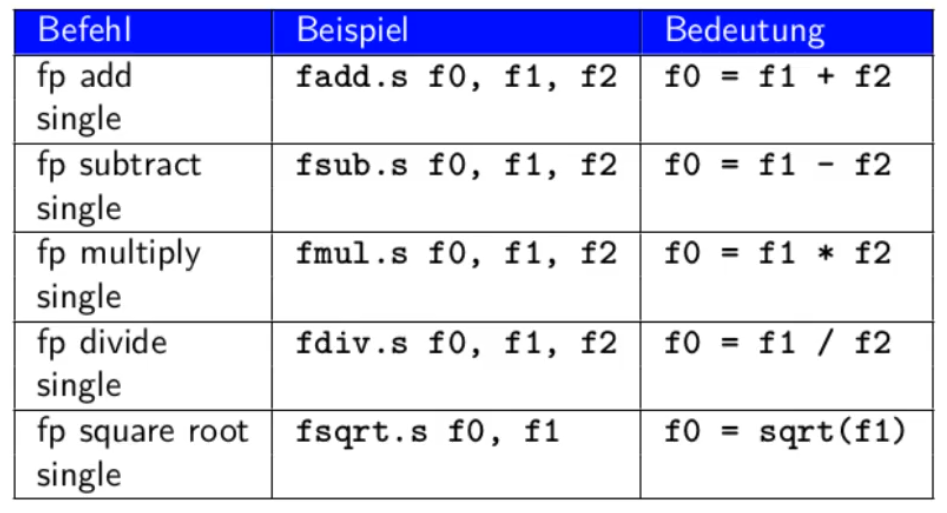 Befehl Beispiel Bedeutung
fp add fadd.s f0, f1, f2 f0 = f1 + f2
single
fp subtract fsub.s f0, f1, f2 f0 = f1 - f2
single
fp multiply fmul.s f0, f1, f2 f0 = f1 * f2
single
fp divide fdiv.s f0, f1, f2 f0 = f1 / f2
single
fp square root fsqrt.s f0, f1 f0 = sqrt(f1)
single